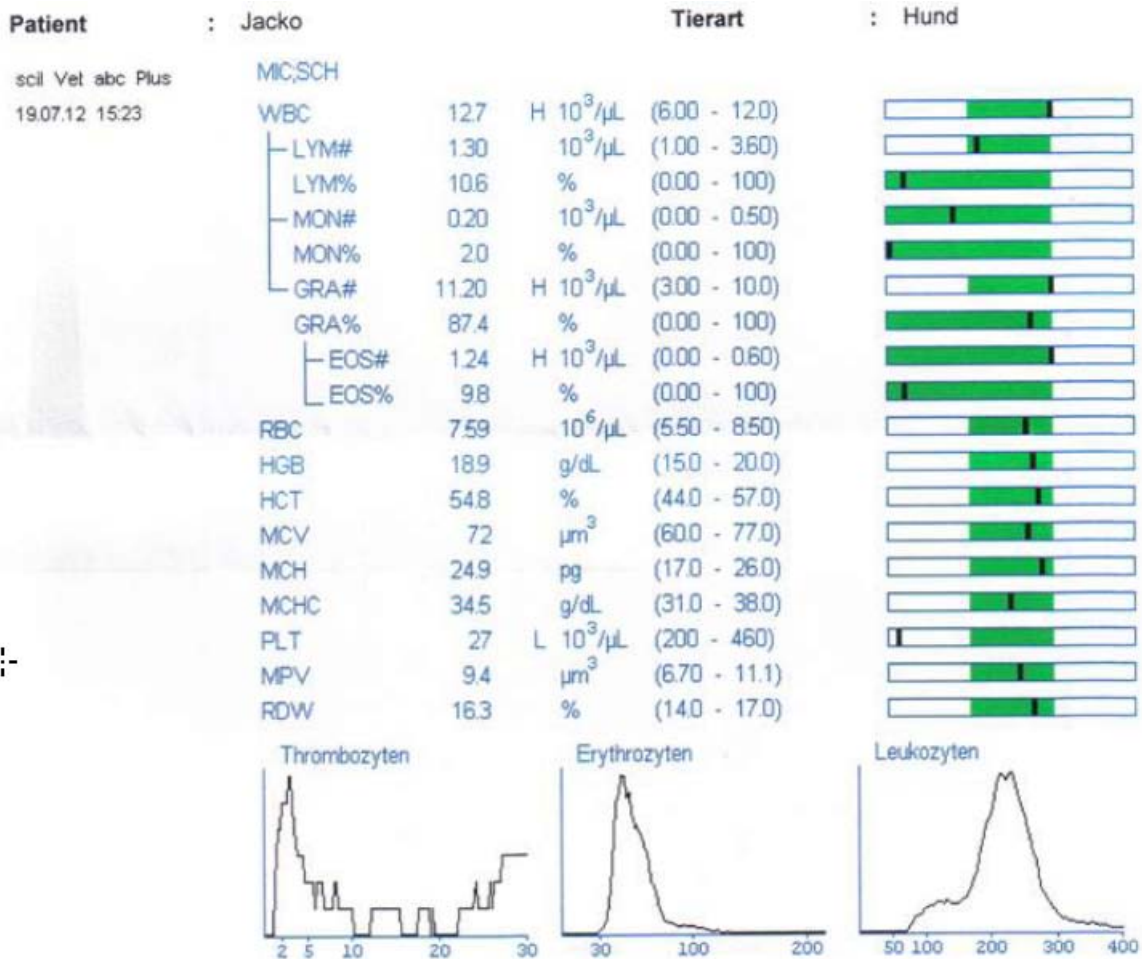 Patient : Jacko Tierart : Hund
scil Vet abc Plus MIC;SCH
19.07.12 15:23
WBC 12.7 H 10³/µL (6.00 - 12.0)
LYM# 1.30 10³/µL (1.00 - 3.60)
LYM% 10.6 % (0.00 - 100)
MON# 0.20 10³/µL (0.00 - 0.50)
MON% 2.0 % (0.00 - 100)
GRA# 11.20 H 10³/µL (3.00 - 10.0)
GRA% 87.4 % (0.00 - 100)
EOS# 1.24 H 10³/µL (0.00 - 0.60)
EOS% 9.8 % (0.00 - 100)
RBC 7.59 10⁶/µL (5.50 - 8.50)
HGB 18.9 g/dL (15.0 - 20.0)
HCT 54.8 % (44.0 - 57.0)
MCV 72 µm³ (60.0 - 77.0)
MCH 24.9 pg (17.0 - 26.0)
MCHC 34.5 g/dL (31.0 - 38.0)
PLT 27 L 10³/µL (200 - 460)
MPV 9.4 µm³ (6.70 - 11.1)
RDW 16.3 % (14.0 - 17.0)
Thrombozyten Erythrozyten Leukozyten
2 5 10 20 30 30 100 200 50 100 200 300 400